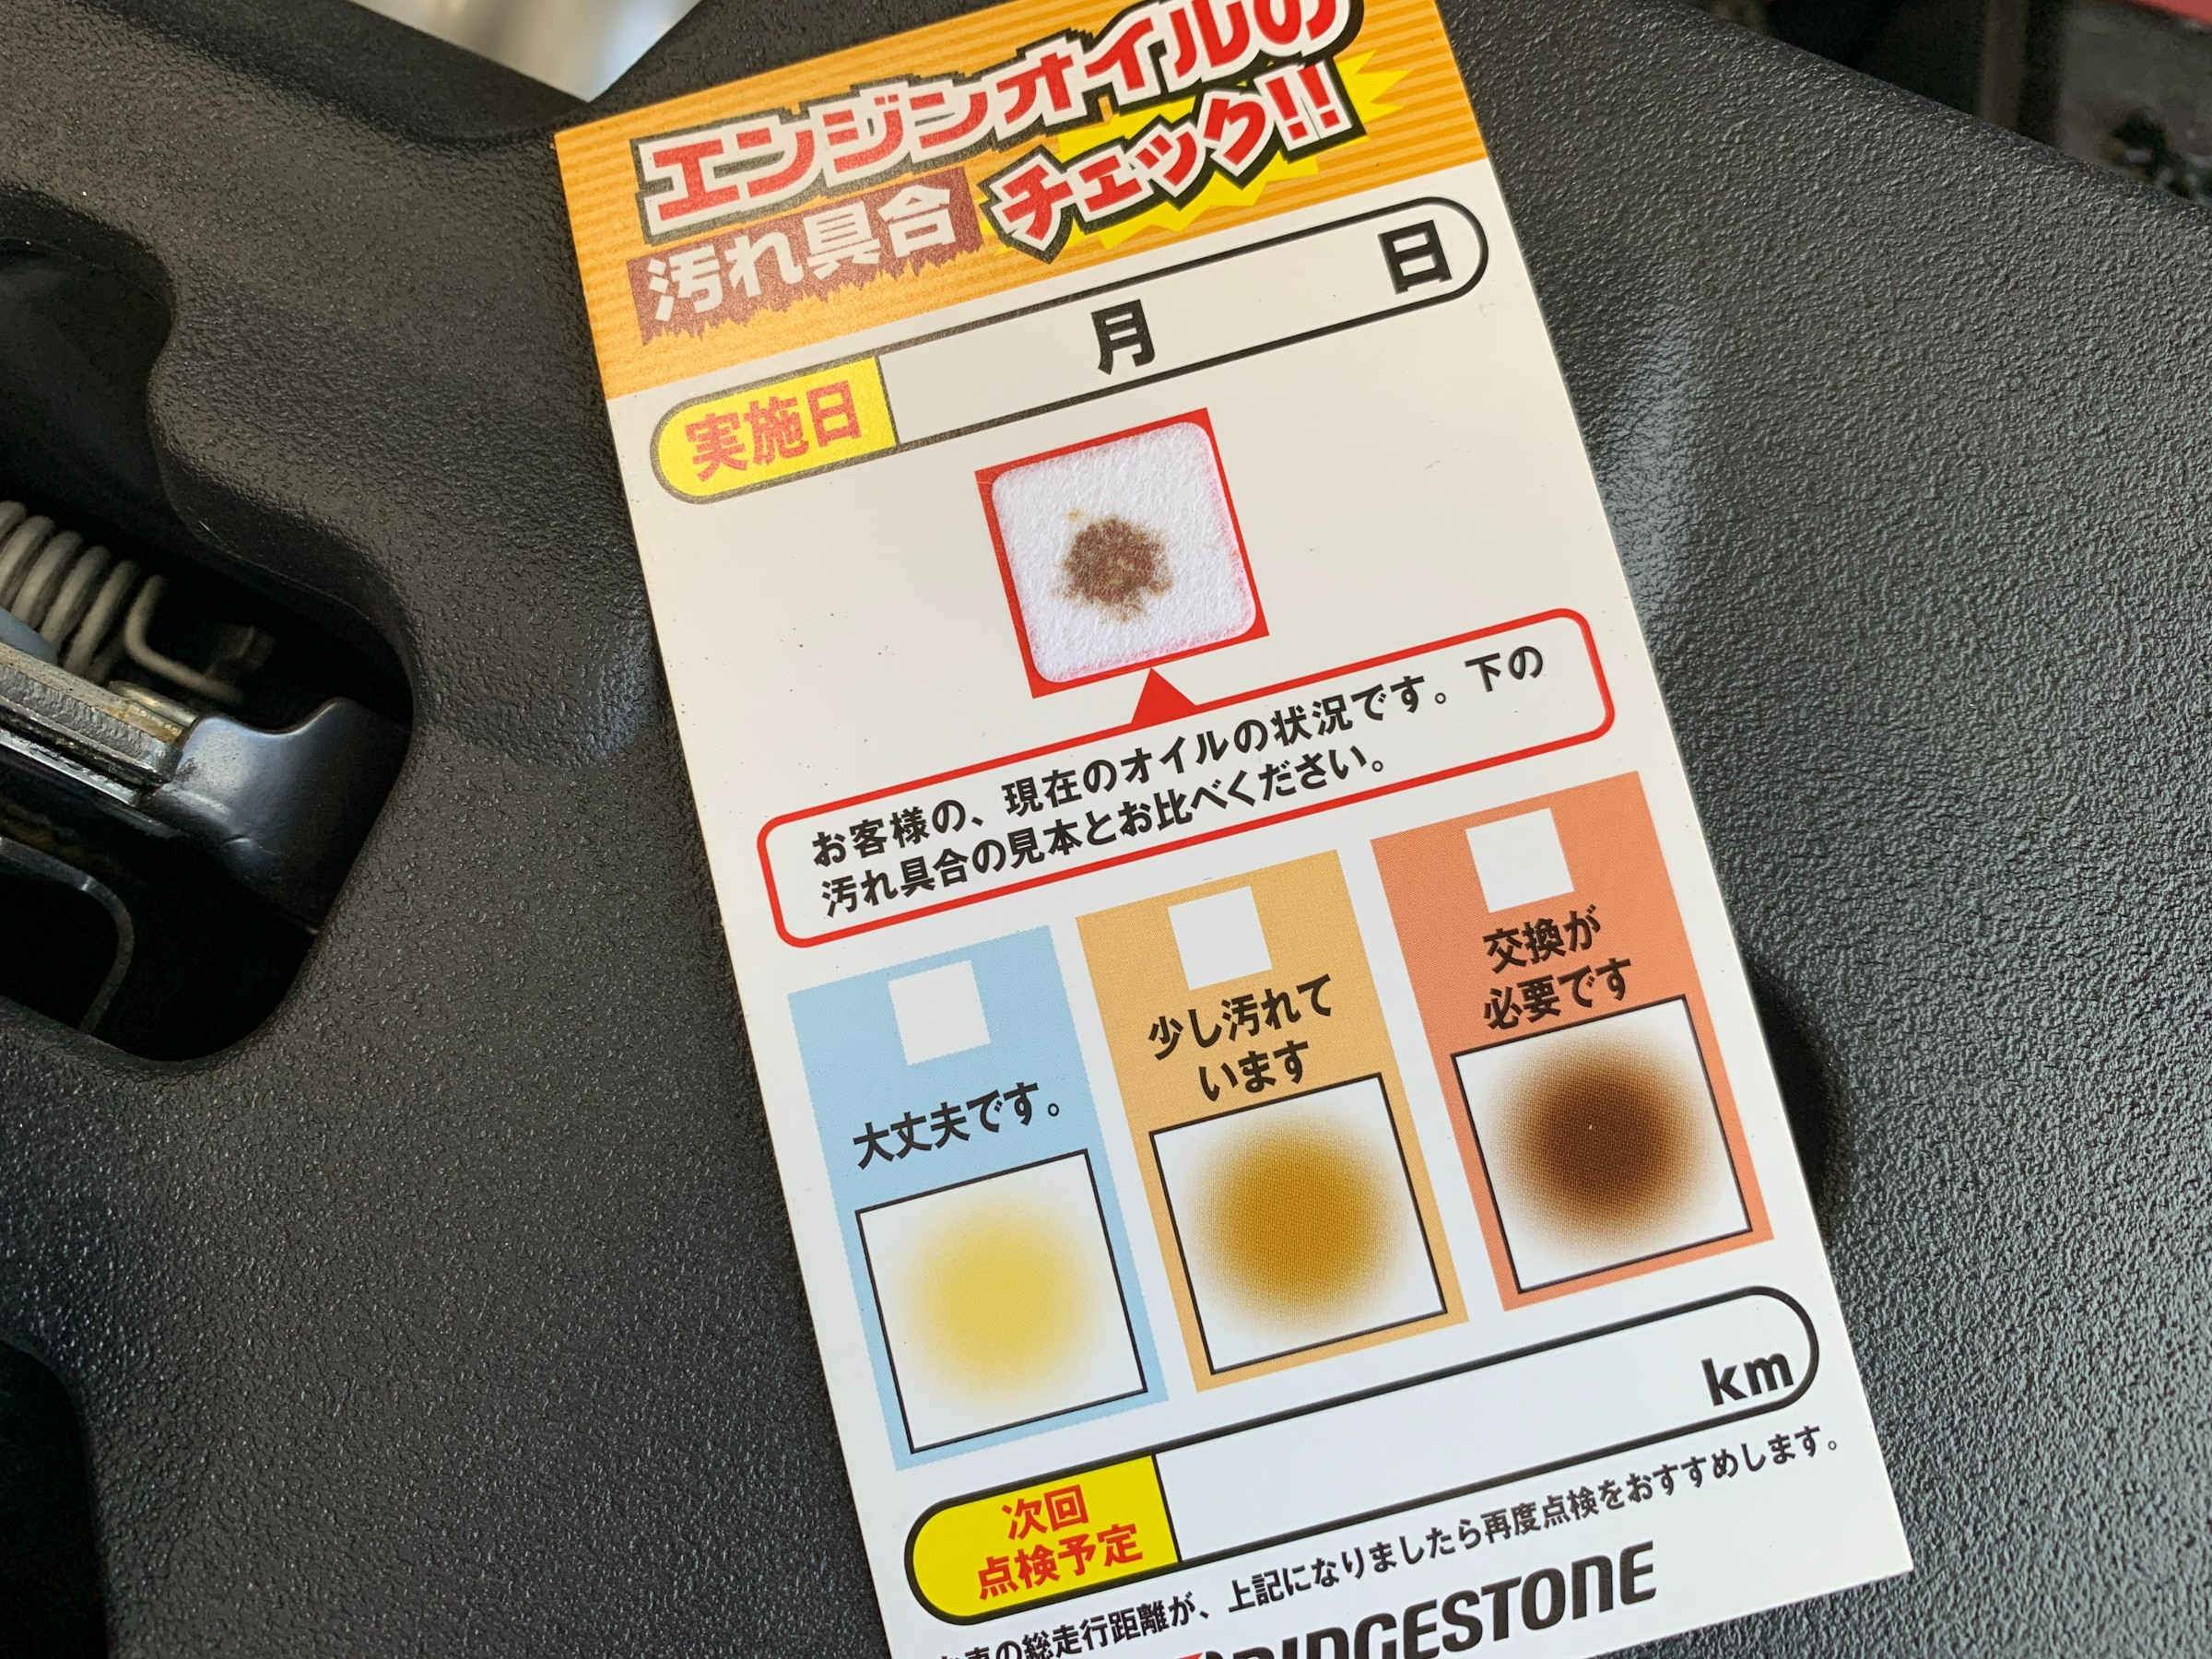 エンジンオイルの
汚れ具合 チェック!!
実施日 月 日
お客様の、現在のオイルの状況です。下の
汚れ具合の見本とお比べください。
大丈夫です。
少し汚れて
います
交換が
必要です
次回
点検予定
km
の総走行距離が、上記になりましたら再度点検をおすすめします。
BRIDGESTONE